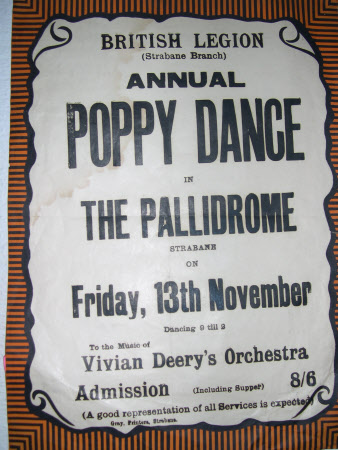 BRITISH LEGION
(Strabane Branch)
ANNUAL
POPPY DANCE
IN
THE PALLIDROME
STRABANE
ON
Friday, 13th November
Dancing 9 till 2
To the Music of
Vivian Deery's Orchestra
Admission (Including Supper) 8/6
(A good representation of all Services is expected)
Gray, Printers, Strabane.